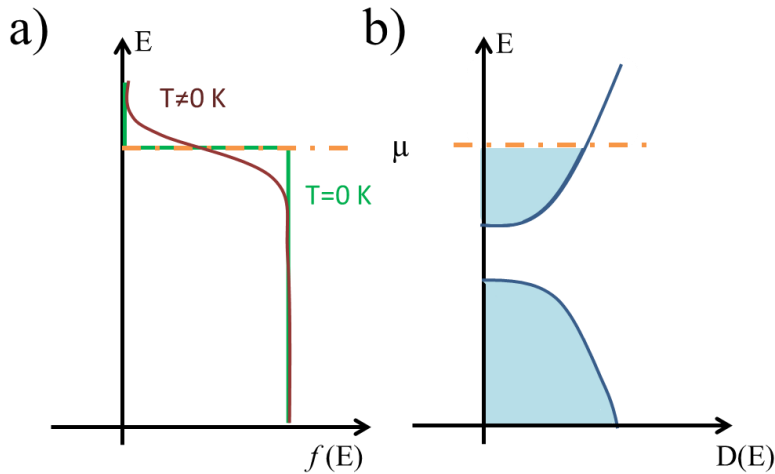 a)
E
T≠0 K
T=0 K
f(E)
b)
E
μ
D(E)